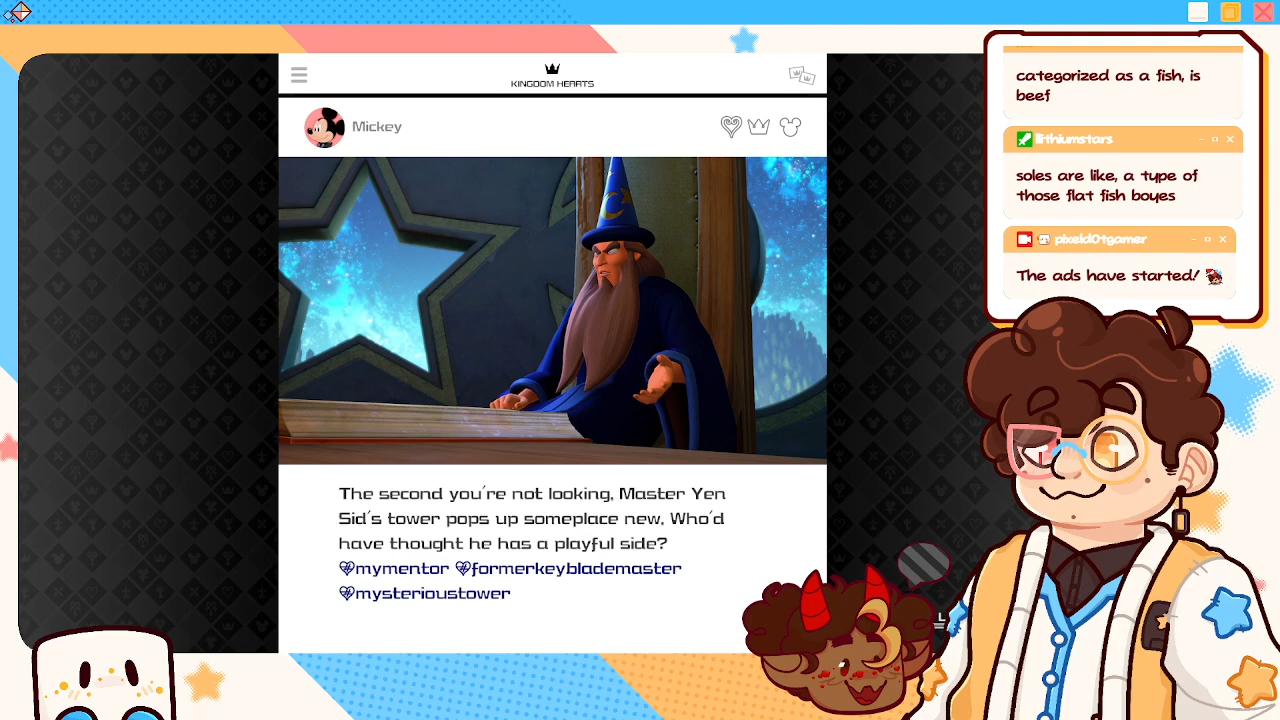 KINGDOM HEARTS
Mickey
The second you're not looking, Master Yen
Sid's tower pops up someplace new. Who'd
have thought he has a playful side?
mymentor formerkeyblademaster
mysterioustower
categorized as a fish, is
beef
lithiumstars
soles are like, a type of
those flat fish boyes
pixeld0tgamer
The ads have started!
L